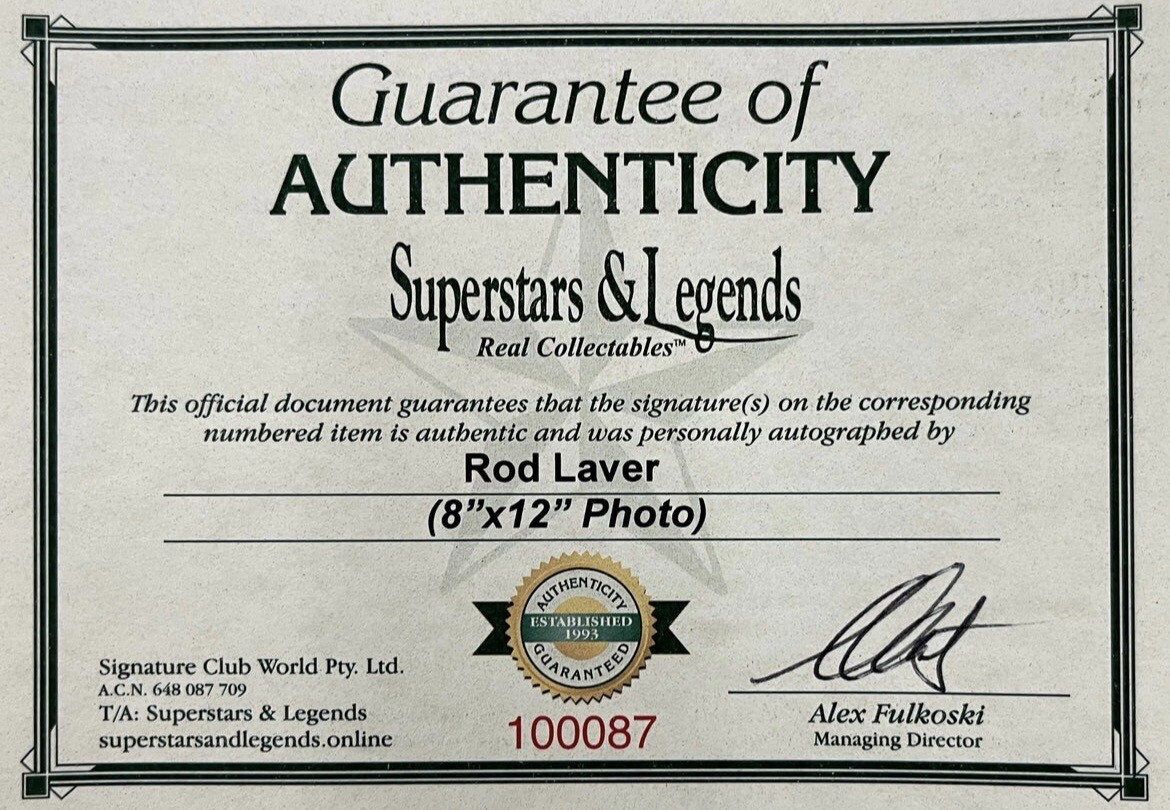 Guarantee of
AUTHENTICITY
Superstars & Legends
Real Collectables™
This official document guarantees that the signature(s) on the corresponding
numbered item is authentic and was personally autographed by
Rod Laver
(8”x12” Photo)
AUTHENTICITY
ESTABLISHED
1993
GUARANTEED
Signature Club World Pty. Ltd.
A.C.N. 648 087 709
T/A: Superstars & Legends
superstarsandlegends.online
100087
Alex Fulkoski
Managing Director